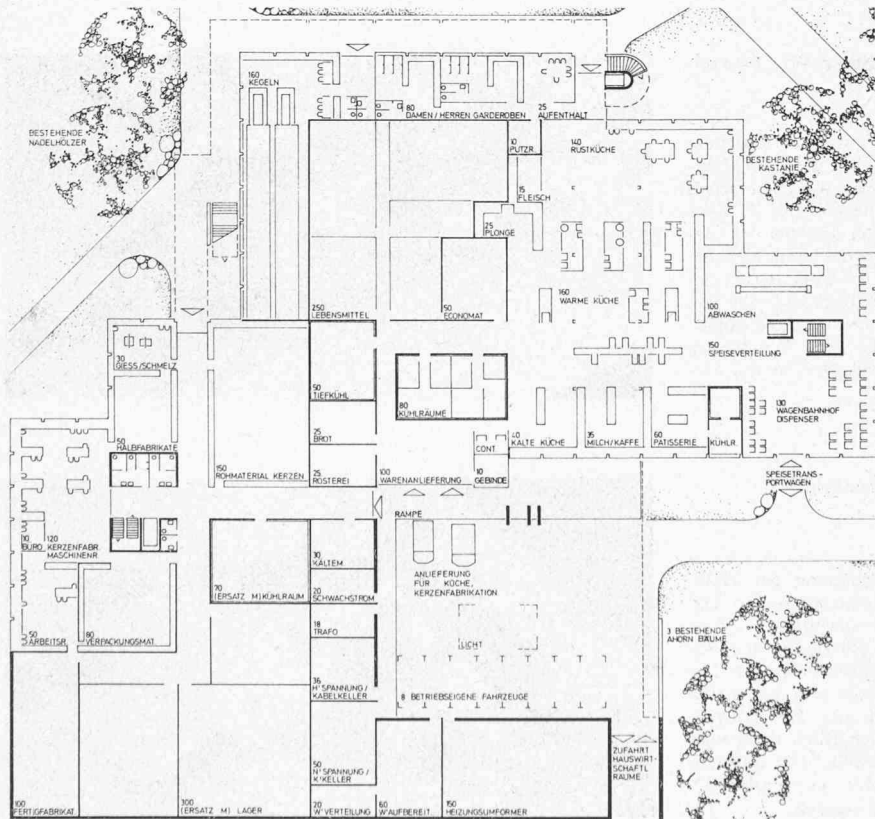 160
KEGELN
BESTEHENDE
NADELHÖLZER
80
DAMEN / HERREN GARDEROBEN
25
AUFENTHALT
10
PUTZR.
140
RÜSTKÜCHE
BESTEHENDE
KASTANIE
15
FLEISCH
25
PLONGE
250
LEBENSMITTEL
50
ECONOMAT
160
WARME KÜCHE
100
ABWASCHEN
150
SPEISEVERTEILUNG
30
GIESS/SCHMELZ
50
TIEFKÜHL
80
KÜHLRÄUME
130
WAGENBAHNHOF
DISPENSER
50
HALBFABRIKATE
25
BROT
150
ROHMATERIAL KERZEN
25
RÖSTEREI
100
WARENANLIEFERUNG
CONT.
10
GEBINDE
40
KALTE KÜCHE
35
MILCH/KAFFE
60
PATISSERIE
KÜHLR.
SPEISETRANS-
PORTWAGEN
RAMPE
10
BÜRO
120
KERZENFABR.
MASCHINENR
30
KÄLTEM.
ANLIEFERUNG
FÜR KÜCHE,
KERZENFABRIKATION
70
(ERSATZ M) KÜHLRAUM
20
SCHWACHSTROM
18
TRAFO
LICHT
50
ARBEITSR.
80
VERPACKUNGSMAT.
3 BESTEHENDE
AHORN BÄUME
36
H'SPANNUNG /
KABELKELLER
8 BETRIEBSEIGENE FAHRZEUGE
50
N'SPANNUNG /
K'KELLER
ZUFAHRT
HAUSWIRT-
SCHAFTL
RÄUME
100
FERTIGFABRIKAT
300
(ERSATZ M) LAGER
20
W'VERTEILUNG
60
W'AUFBEREIT.
150
HEIZUNGSUMFORMER